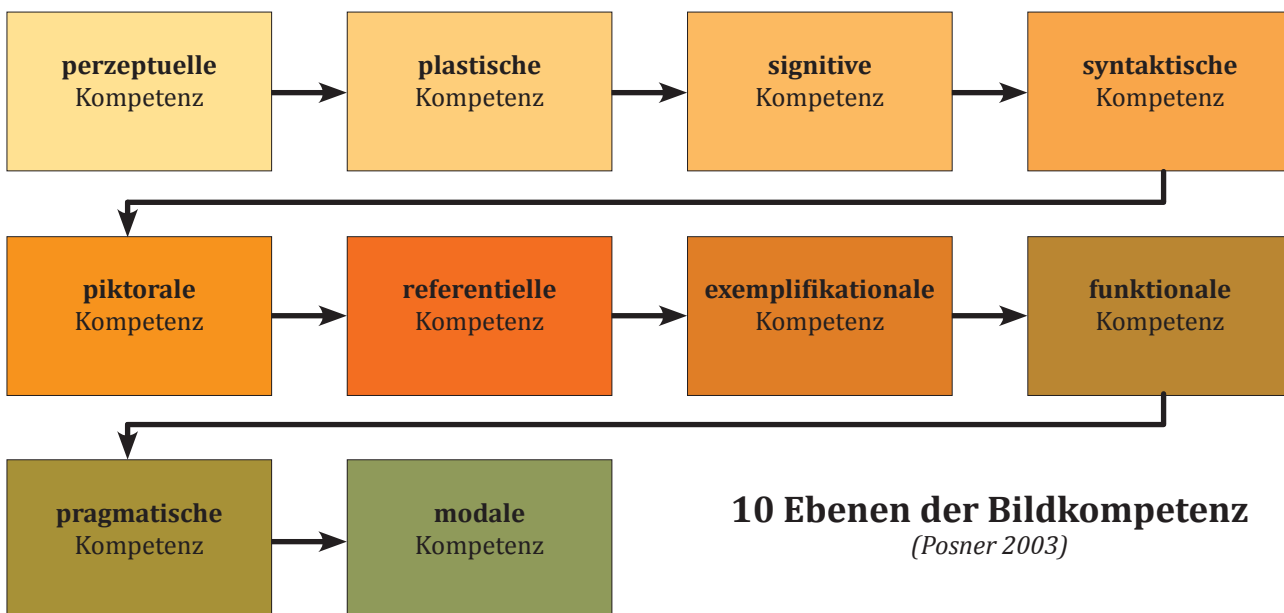 perzeptuelle
Kompetenz
plastische
Kompetenz
signitive
Kompetenz
syntaktische
Kompetenz
piktorale
Kompetenz
referentielle
Kompetenz
exemplifikationale
Kompetenz
funktionale
Kompetenz
pragmatische
Kompetenz
modale
Kompetenz
10 Ebenen der Bildkompetenz
(Posner 2003)